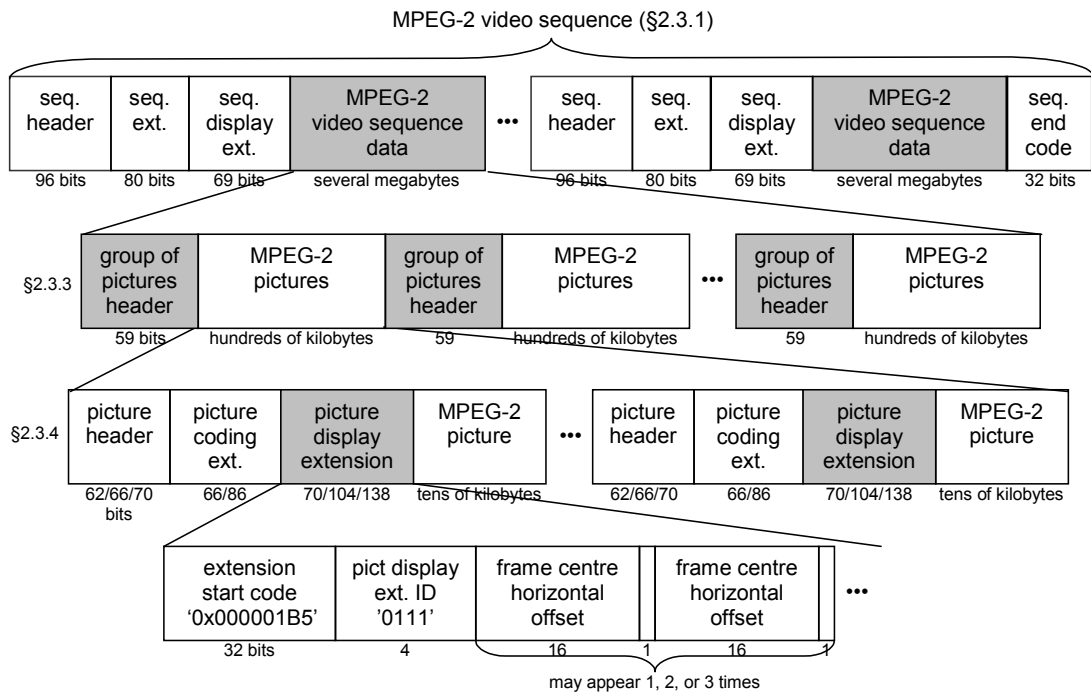 MPEG-2 video sequence (§2.3.1)
seq. header
seq. ext.
seq. display ext.
MPEG-2 video sequence data
•••
seq. header
seq. ext.
seq. display ext.
MPEG-2 video sequence data
seq. end code
96 bits
80 bits
69 bits
several megabytes
96 bits
80 bits
69 bits
several megabytes
32 bits
§2.3.3
group of pictures header
MPEG-2 pictures
group of pictures header
MPEG-2 pictures
•••
group of pictures header
MPEG-2 pictures
59 bits
hundreds of kilobytes
59
hundreds of kilobytes
59
hundreds of kilobytes
§2.3.4
picture header
picture coding ext.
picture display extension
MPEG-2 picture
•••
picture header
picture coding ext.
picture display extension
MPEG-2 picture
62/66/70 bits
66/86
70/104/138
tens of kilobytes
62/66/70
66/86
70/104/138
tens of kilobytes
extension start code '0x000001B5'
pict display ext. ID '0111'
frame centre horizontal offset
frame centre horizontal offset
•••
32 bits
4
16
1
16
1
may appear 1, 2, or 3 times